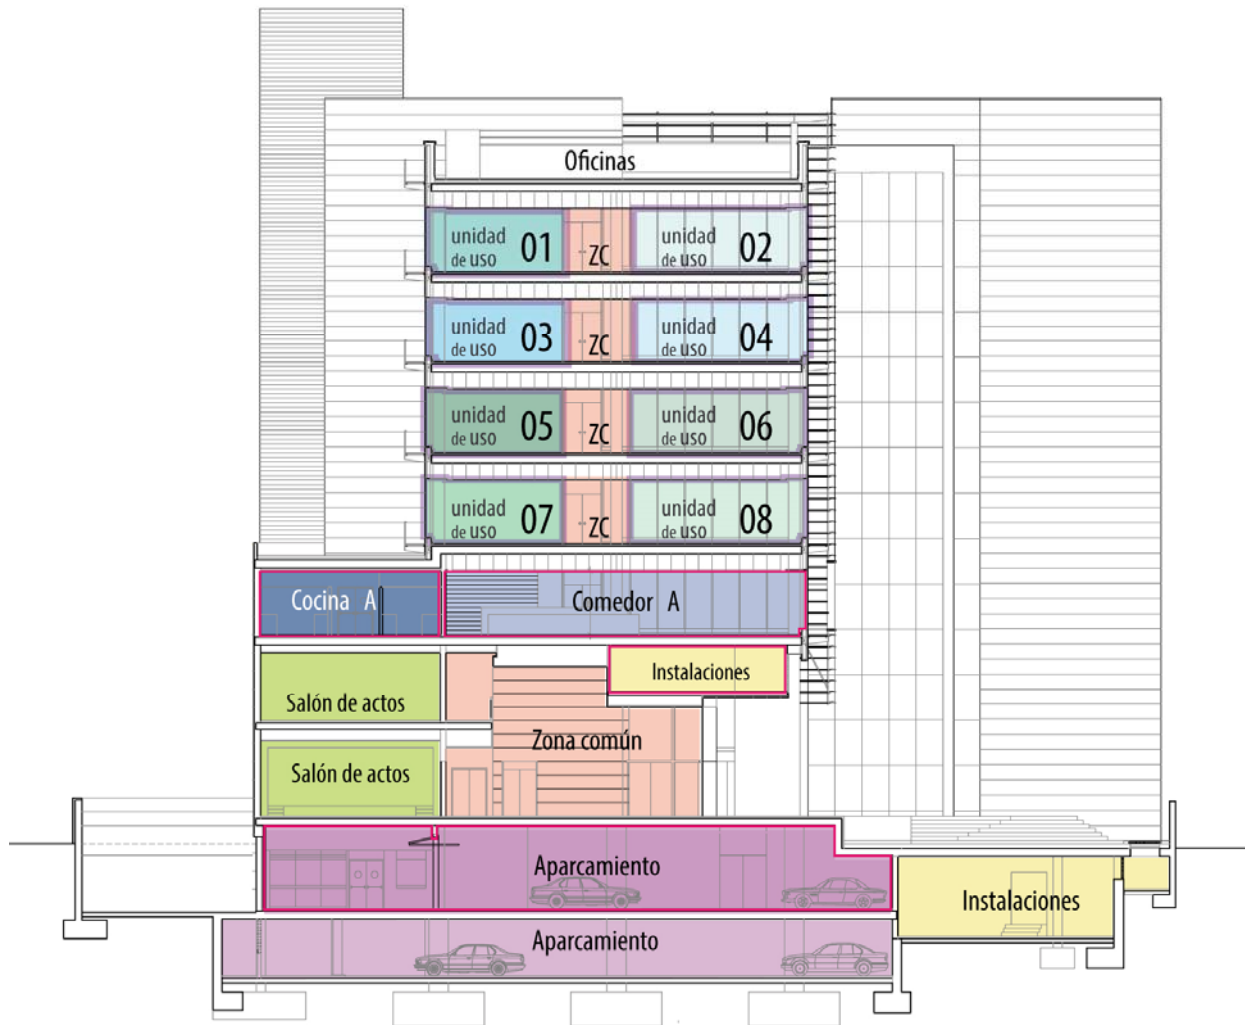 Oficinas
unidad de uso 01
ZC
unidad de uso 02
unidad de uso 03
ZC
unidad de uso 04
unidad de uso 05
ZC
unidad de uso 06
unidad de uso 07
ZC
unidad de uso 08
Cocina A
Comedor A
Instalaciones
Salón de actos
Zona común
Salón de actos
Aparcamiento
Instalaciones
Aparcamiento